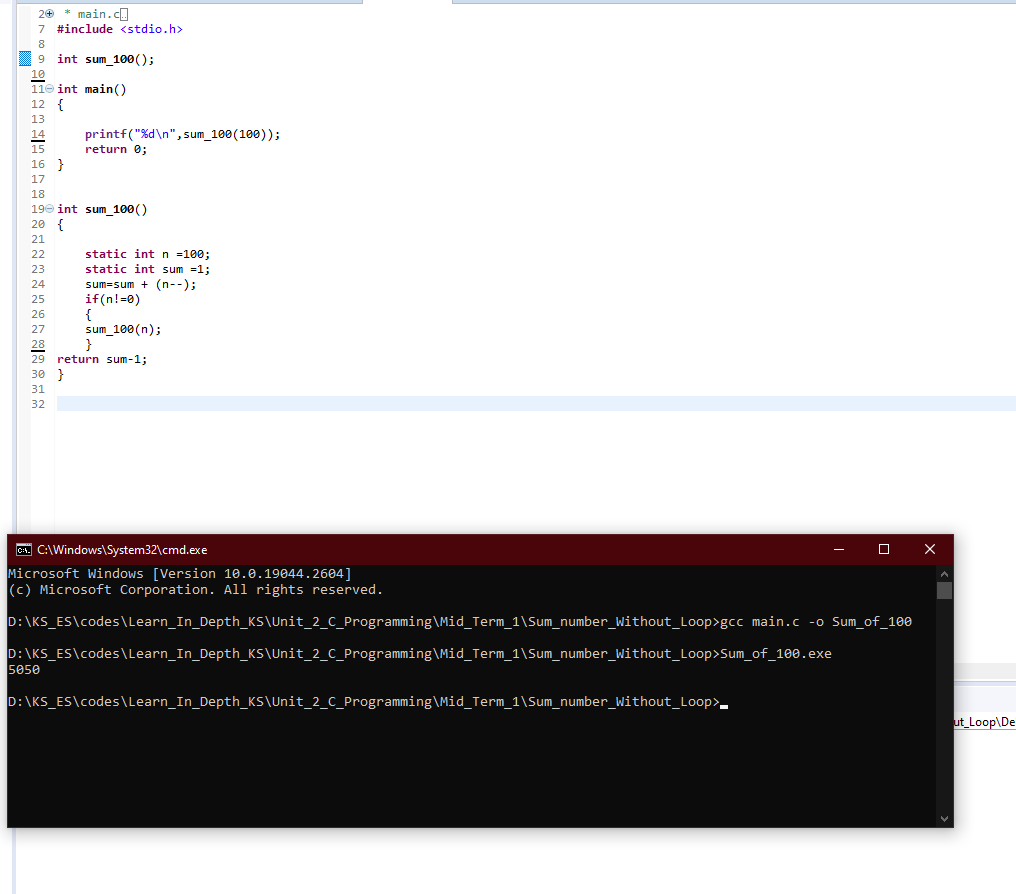 2 * main.c
7 #include <stdio.h>
8
9 int sum_100();
10
11 int main()
12 {
13
14 printf("%d\n",sum_100(100));
15 return 0;
16 }
17
18
19 int sum_100()
20 {
21
22 static int n =100;
23 static int sum =1;
24 sum=sum + (n--);
25 if(n!=0)
26 {
27 sum_100(n);
28 }
29 return sum-1;
30 }
31
32
C:\Windows\System32\cmd.exe
Microsoft Windows [Version 10.0.19044.2604]
(c) Microsoft Corporation. All rights reserved.
D:\KS_ES\codes\Learn_In_Depth_KS\Unit_2_C_Programming\Mid_Term_1\Sum_number_Without_Loop>gcc main.c -o Sum_of_100
D:\KS_ES\codes\Learn_In_Depth_KS\Unit_2_C_Programming\Mid_Term_1\Sum_number_Without_Loop>Sum_of_100.exe
5050
D:\KS_ES\codes\Learn_In_Depth_KS\Unit_2_C_Programming\Mid_Term_1\Sum_number_Without_Loop>
ut_Loop\De